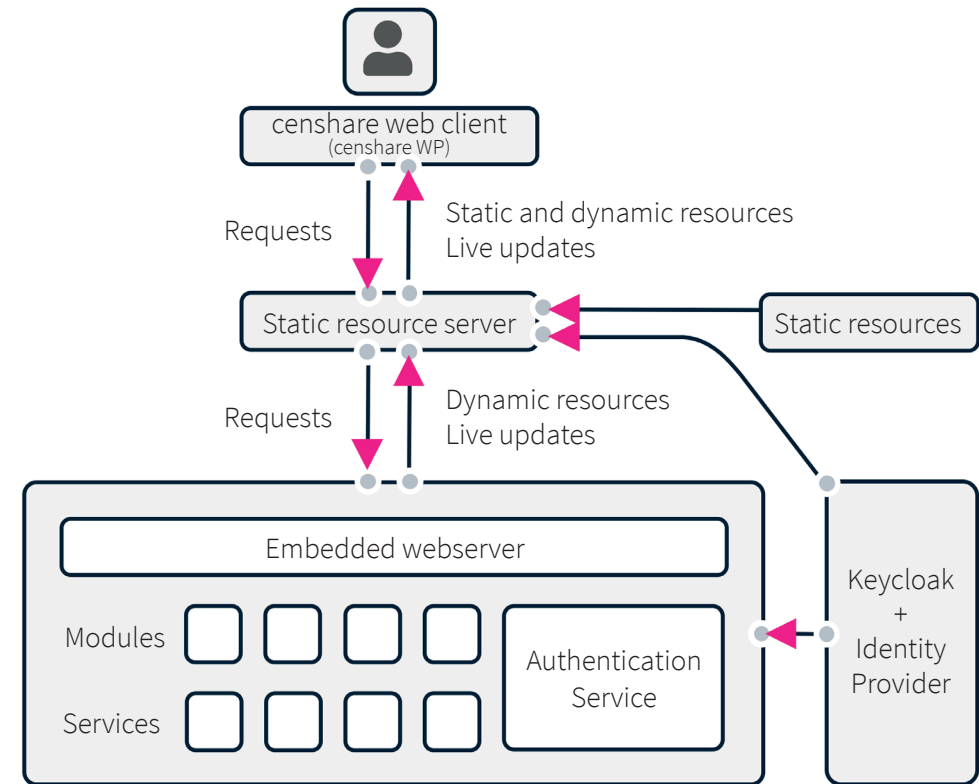 censhare web client
(censhare WP)
Requests
Static and dynamic resources
Live updates
Static resource server
Static resources
Requests
Dynamic resources
Live updates
Embedded webserver
Modules
Services
Authentication
Service
Keycloak
+
Identity
Provider